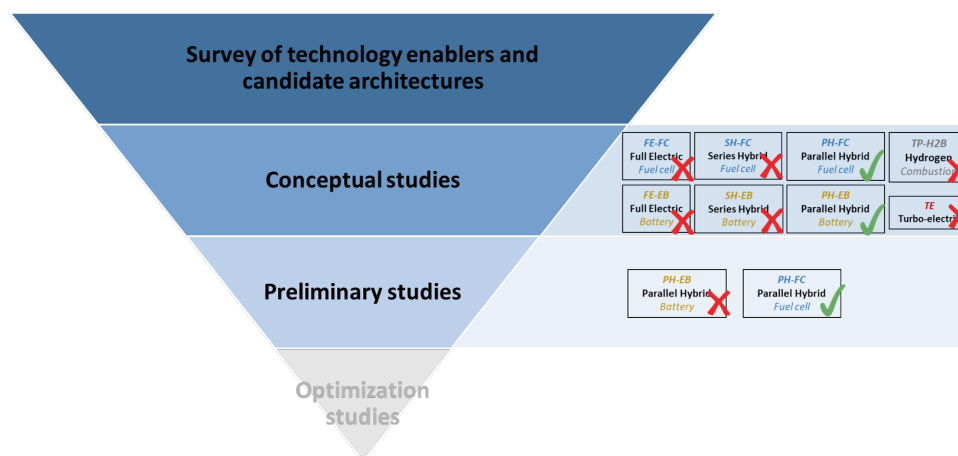 Survey of technology enablers and
candidate architectures
Conceptual studies
FE-FC
Full Electric
Fuel cell
SH-FC
Series Hybrid
Fuel cell
PH-FC
Parallel Hybrid
Fuel cell
TP-H2B
Hydrogen
Combustion
FE-EB
Full Electric
Battery
SH-EB
Series Hybrid
Battery
PH-EB
Parallel Hybrid
Battery
TE
Turbo-electric
Preliminary studies
PH-EB
Parallel Hybrid
Battery
PH-FC
Parallel Hybrid
Fuel cell
Optimization
studies